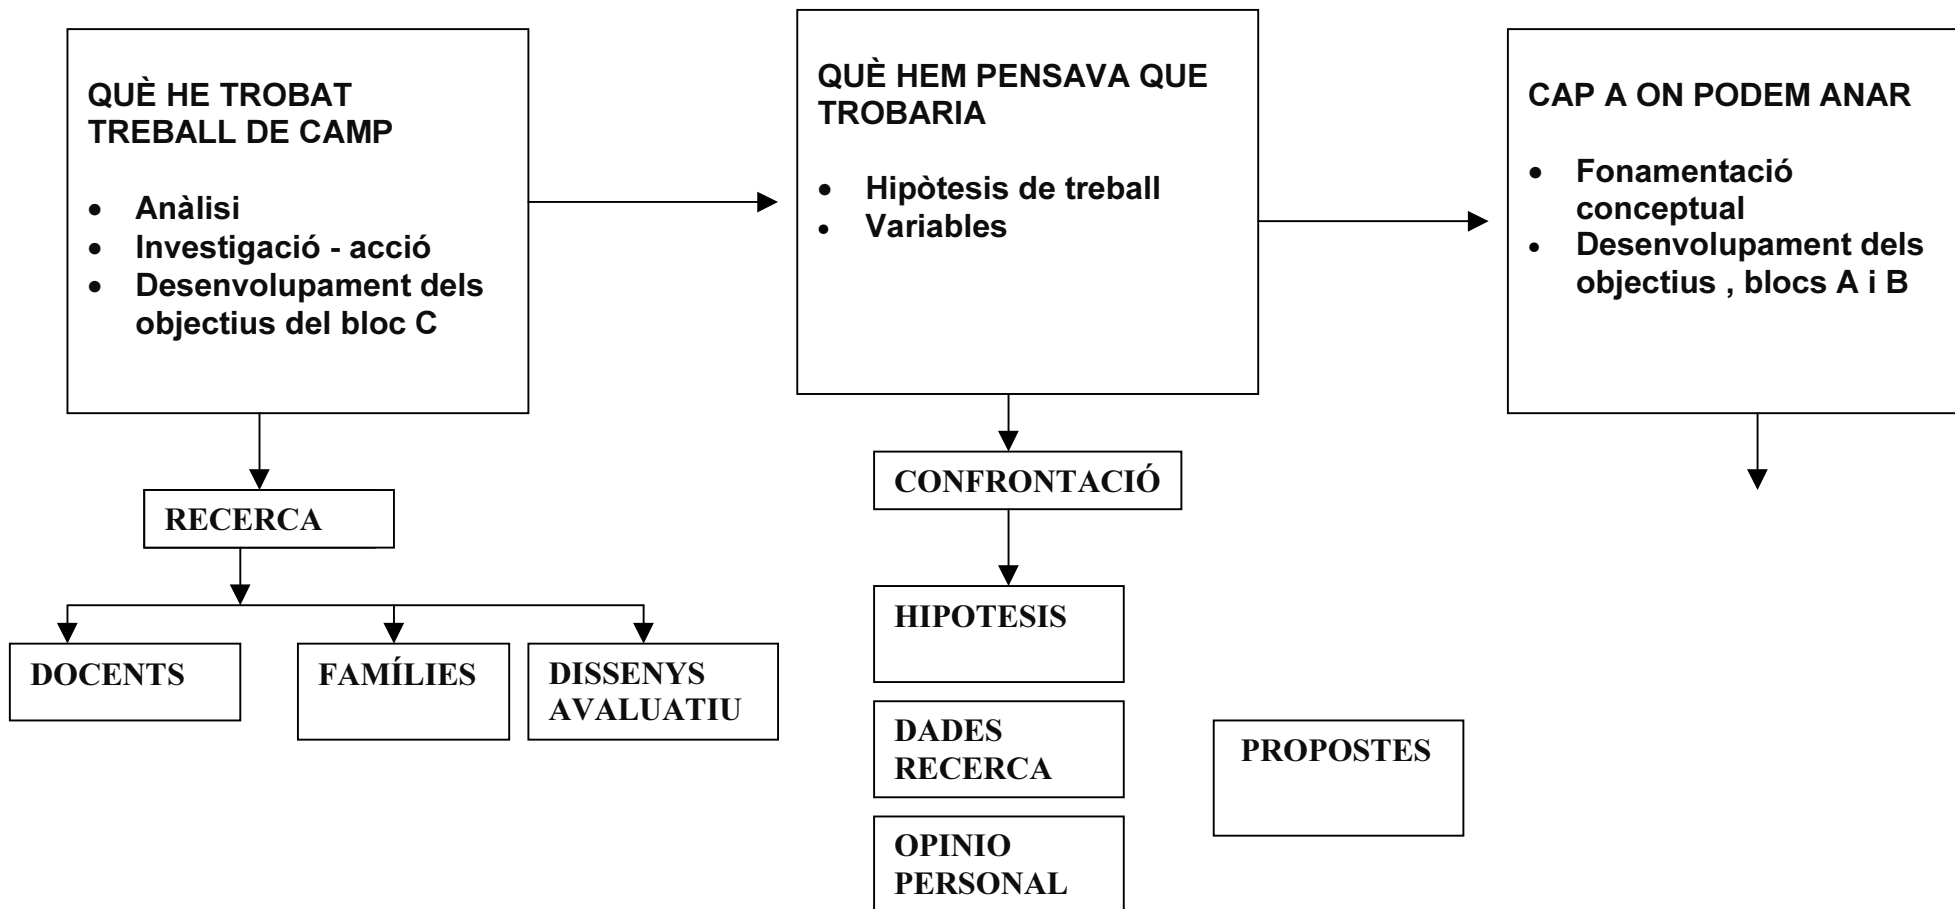 QUÈ HE TROBAT
TREBALL DE CAMP
• Anàlisi
• Investigació - acció
• Desenvolupament dels
objectius del bloc C
QUÈ HEM PENSAVA QUE
TROBARIA
• Hipòtesis de treball
• Variables
CAP A ON PODEM ANAR
• Fonamentació
conceptual
• Desenvolupament dels
objectius , blocs A i B
RECERCA
CONFRONTACIÓ
DOCENTS
FAMÍLIES
DISSENYS
AVALUATIU
HIPOTESIS
DADES
RECERCA
OPINIO
PERSONAL
PROPOSTES